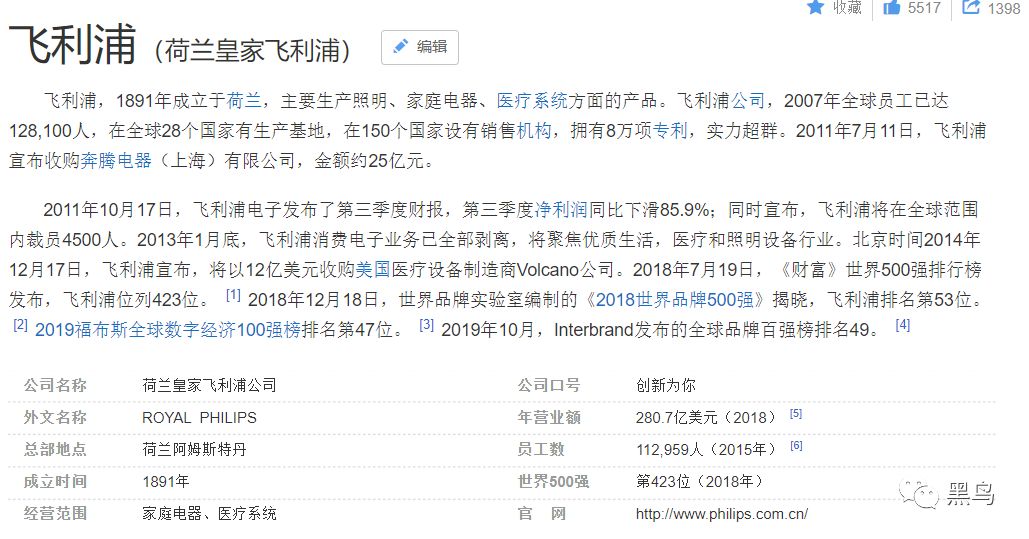 收藏 5517 1398
飞利浦（荷兰皇家飞利浦） 编辑
飞利浦，1891年成立于荷兰，主要生产照明、家庭电器、医疗系统方面的产品。飞利浦公司，2007年全球员工已达
128,100人，在全球28个国家有生产基地，在150个国家设有销售机构，拥有8万项专利，实力超群。2011年7月11日，飞利浦
宣布收购奔腾电器（上海）有限公司，金额约25亿元。
2011年10月17日，飞利浦电子发布了第三季度财报，第三季度净利润同比下滑85.9%；同时宣布，飞利浦将在全球范围
内裁员4500人。2013年1月底，飞利浦消费电子业务已全部剥离，将聚焦优质生活，医疗和照明设备行业。北京时间2014年
12月17日，飞利浦宣布，将以12亿美元收购美国医疗设备制造商Volcano公司。2018年7月19日，《财富》世界500强排行榜
发布，飞利浦位列423位。 [1] 2018年12月18日，世界品牌实验室编制的《2018世界品牌500强》揭晓，飞利浦排名第53位。
[2] 2019福布斯全球数字经济100强榜排名第47位。 [3] 2019年10月，Interbrand发布的全球品牌百强榜排名49。 [4]
公司名称 荷兰皇家飞利浦公司 公司口号 创新为你
外文名称 ROYAL PHILIPS 年营业额 280.7亿美元（2018） [5]
总部地点 荷兰阿姆斯特丹 员工数 112,959人（2015年） [6]
成立时间 1891年 世界500强 第423位（2018年）
经营范围 家庭电器、医疗系统 官 网 http://www.philips.com.cn/
黑鸟